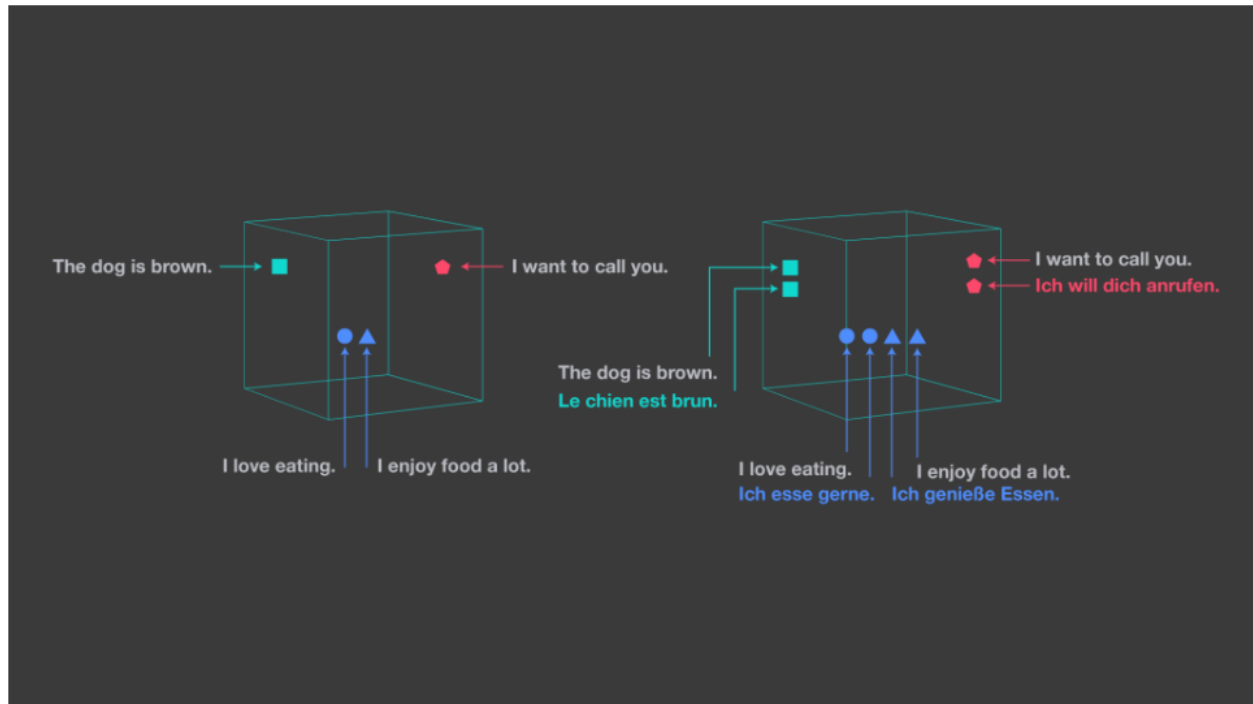 The dog is brown.
I want to call you.
I love eating.
I enjoy food a lot.
I want to call you.
Ich will dich anrufen.
The dog is brown.
Le chien est brun.
I love eating.
I enjoy food a lot.
Ich esse gerne.
Ich genieße Essen.